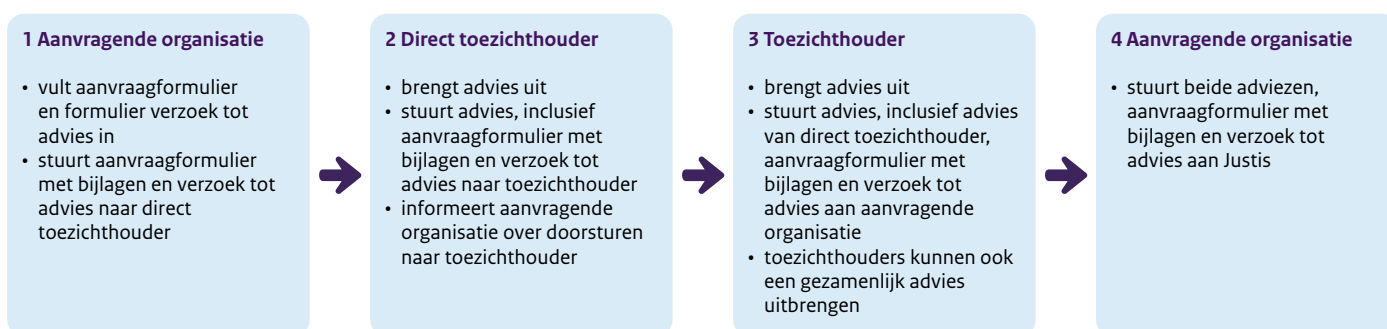 1 Aanvragende organisatie
• vult aanvraagformulier
en formulier verzoek tot
advies in
• stuurt aanvraagformulier
met bijlagen en verzoek tot
advies naar direct
toezichthouder
2 Direct toezichthouder
• brengt advies uit
• stuurt advies, inclusief
aanvraagformulier met
bijlagen en verzoek tot
advies naar toezichthouder
• informeert aanvragende
organisatie over doorsturen
naar toezichthouder
3 Toezichthouder
• brengt advies uit
• stuurt advies, inclusief advies
van direct toezichthouder,
aanvraagformulier met
bijlagen en verzoek tot
advies aan aanvragende
organisatie
• toezichthouders kunnen ook
een gezamenlijk advies
uitbrengen
4 Aanvragende organisatie
• stuurt beide adviezen,
aanvraagformulier met
bijlagen en verzoek tot
advies aan Justis